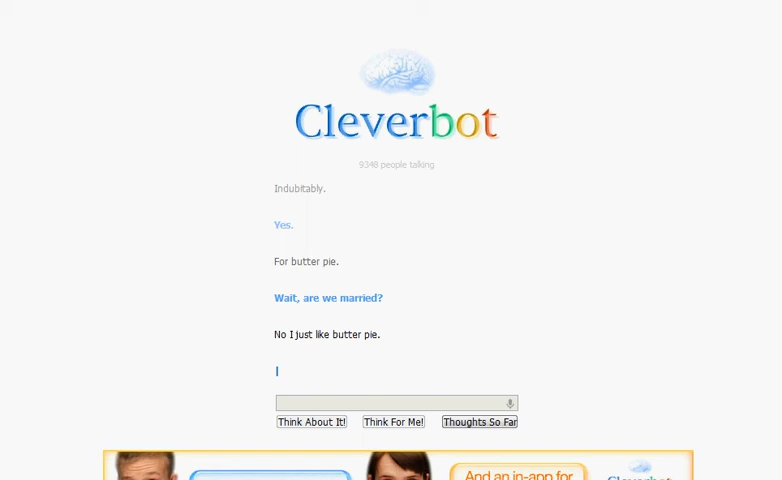 Cleverbot
9348 people talking
Indubitably.
Yes.
For butter pie.
Wait, are we married?
No I just like butter pie.
Think About It! Think For Me! Thoughts So Far
And an in-app for
Cleverbot